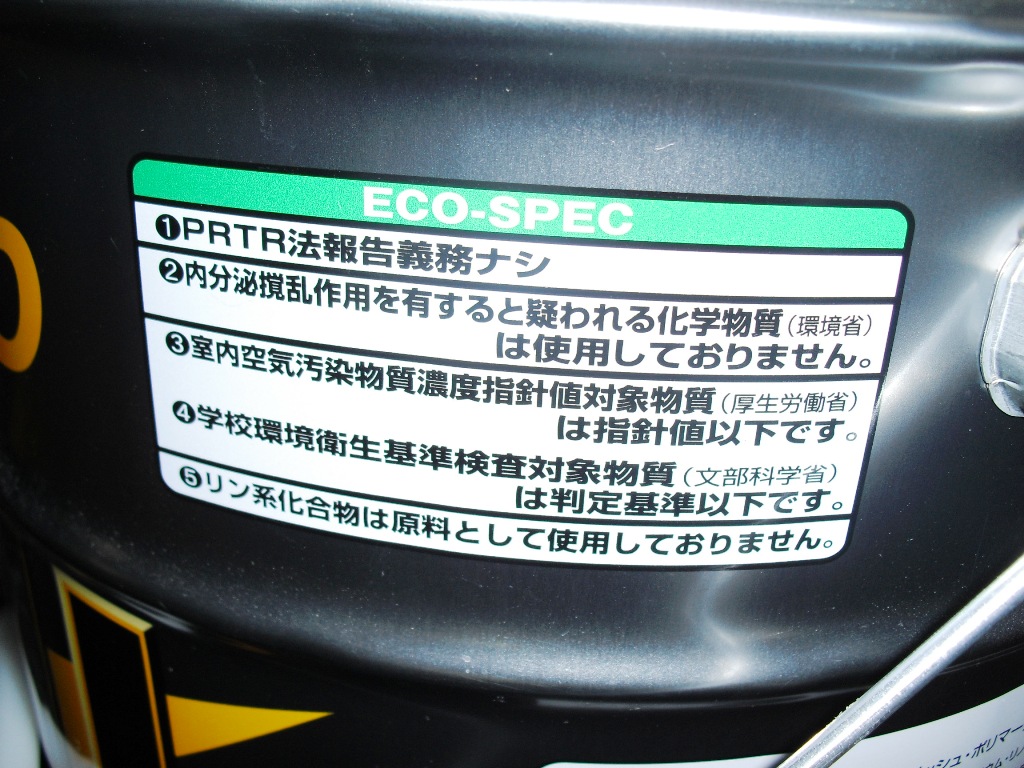 ECO-SPEC
❶PRTR法報告義務ナシ
❷内分泌撹乱作用を有すると疑われる化学物質(環境省)
は使用しておりません。
❸室内空気汚染物質濃度指針値対象物質(厚生労働省)
は指針値以下です。
❹学校環境衛生基準検査対象物質(文部科学省)
は判定基準以下です。
❺リン系化合物は原料として使用しておりません。